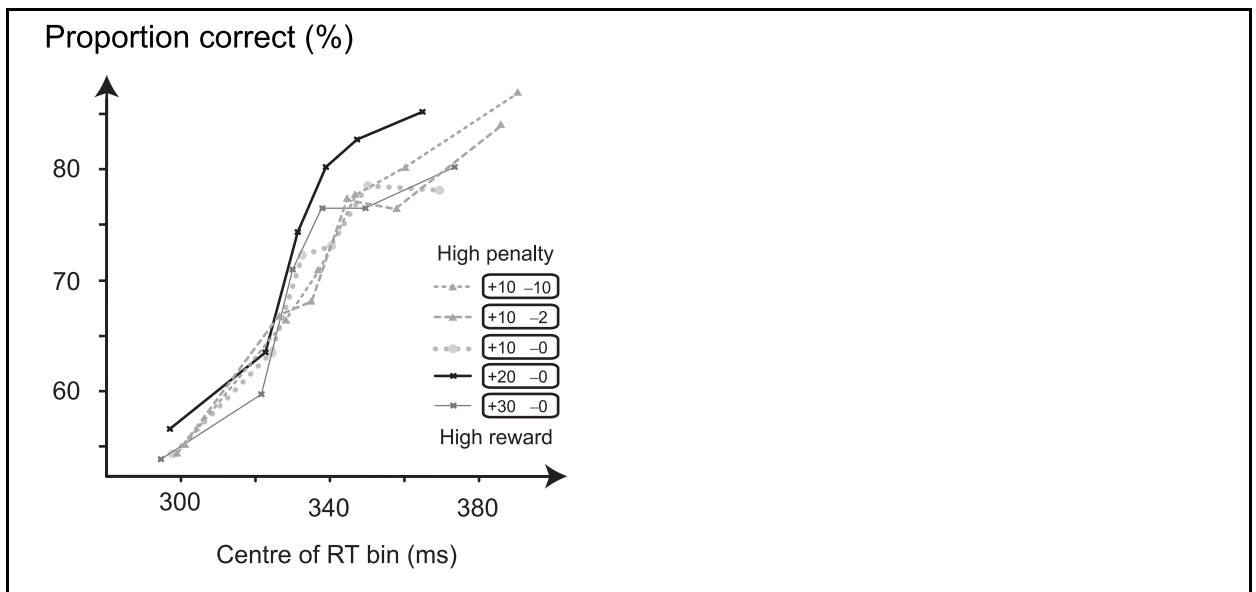 Proportion correct (%)
80
70
60
300
340
380
Centre of RT bin (ms)
High penalty
+10 –10
+10 –2
+10 –0
+20 –0
+30 –0
High reward